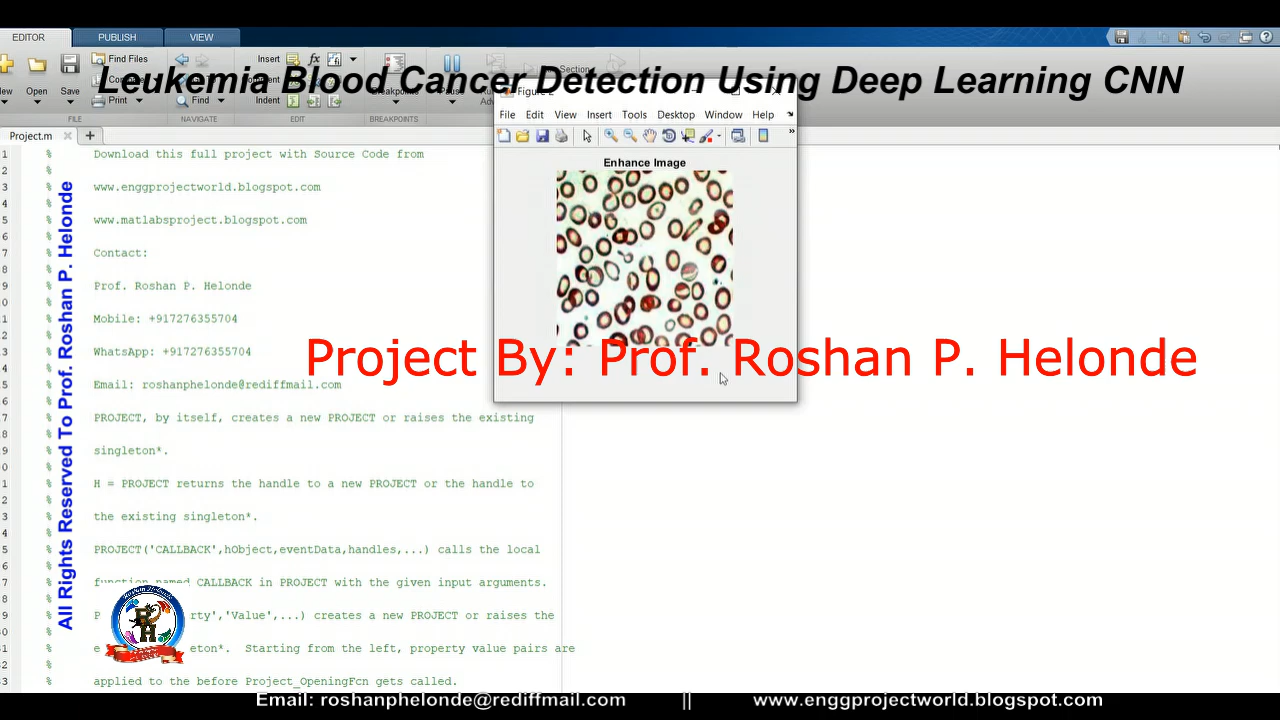 EDITOR PUBLISH VIEW
Leukemia Blood Cancer Detection Using Deep Learning CNN
Find Files
Insert
Open
Save
Print
Find
Indent
Breakpoints
Section
FILE NAVIGATE EDIT BREAKPOINTS
Project.m
Figure
File Edit View Insert Tools Desktop Window Help
Enhance Image
% Download this full project with Source Code from
%
% www.enggprojectworld.blogspot.com
%
% www.matlabsproject.blogspot.com
%
% Contact:
%
% Prof. Roshan P. Helonde
%
% Mobile: +917276355704
%
% WhatsApp: +917276355704
%
% Email: roshanphelonde@rediffmail.com
%
% PROJECT, by itself, creates a new PROJECT or raises the existing
%
% singleton*.
%
% H = PROJECT returns the handle to a new PROJECT or the handle to
%
% the existing singleton*.
%
% PROJECT('CALLBACK',hObject,eventData,handles,...) calls the local
%
% function named CALLBACK in PROJECT with the given input arguments.
%
% P rty','Value',...) creates a new PROJECT or raises the
%
% e eton*. Starting from the left, property value pairs are
%
% applied to the before Project_OpeningFcn gets called.
All Rights Reserved To Prof. Roshan P. Helonde
Project By: Prof. Roshan P. Helonde
RH
Email: roshanphelonde@rediffmail.com || www.enggprojectworld.blogspot.com